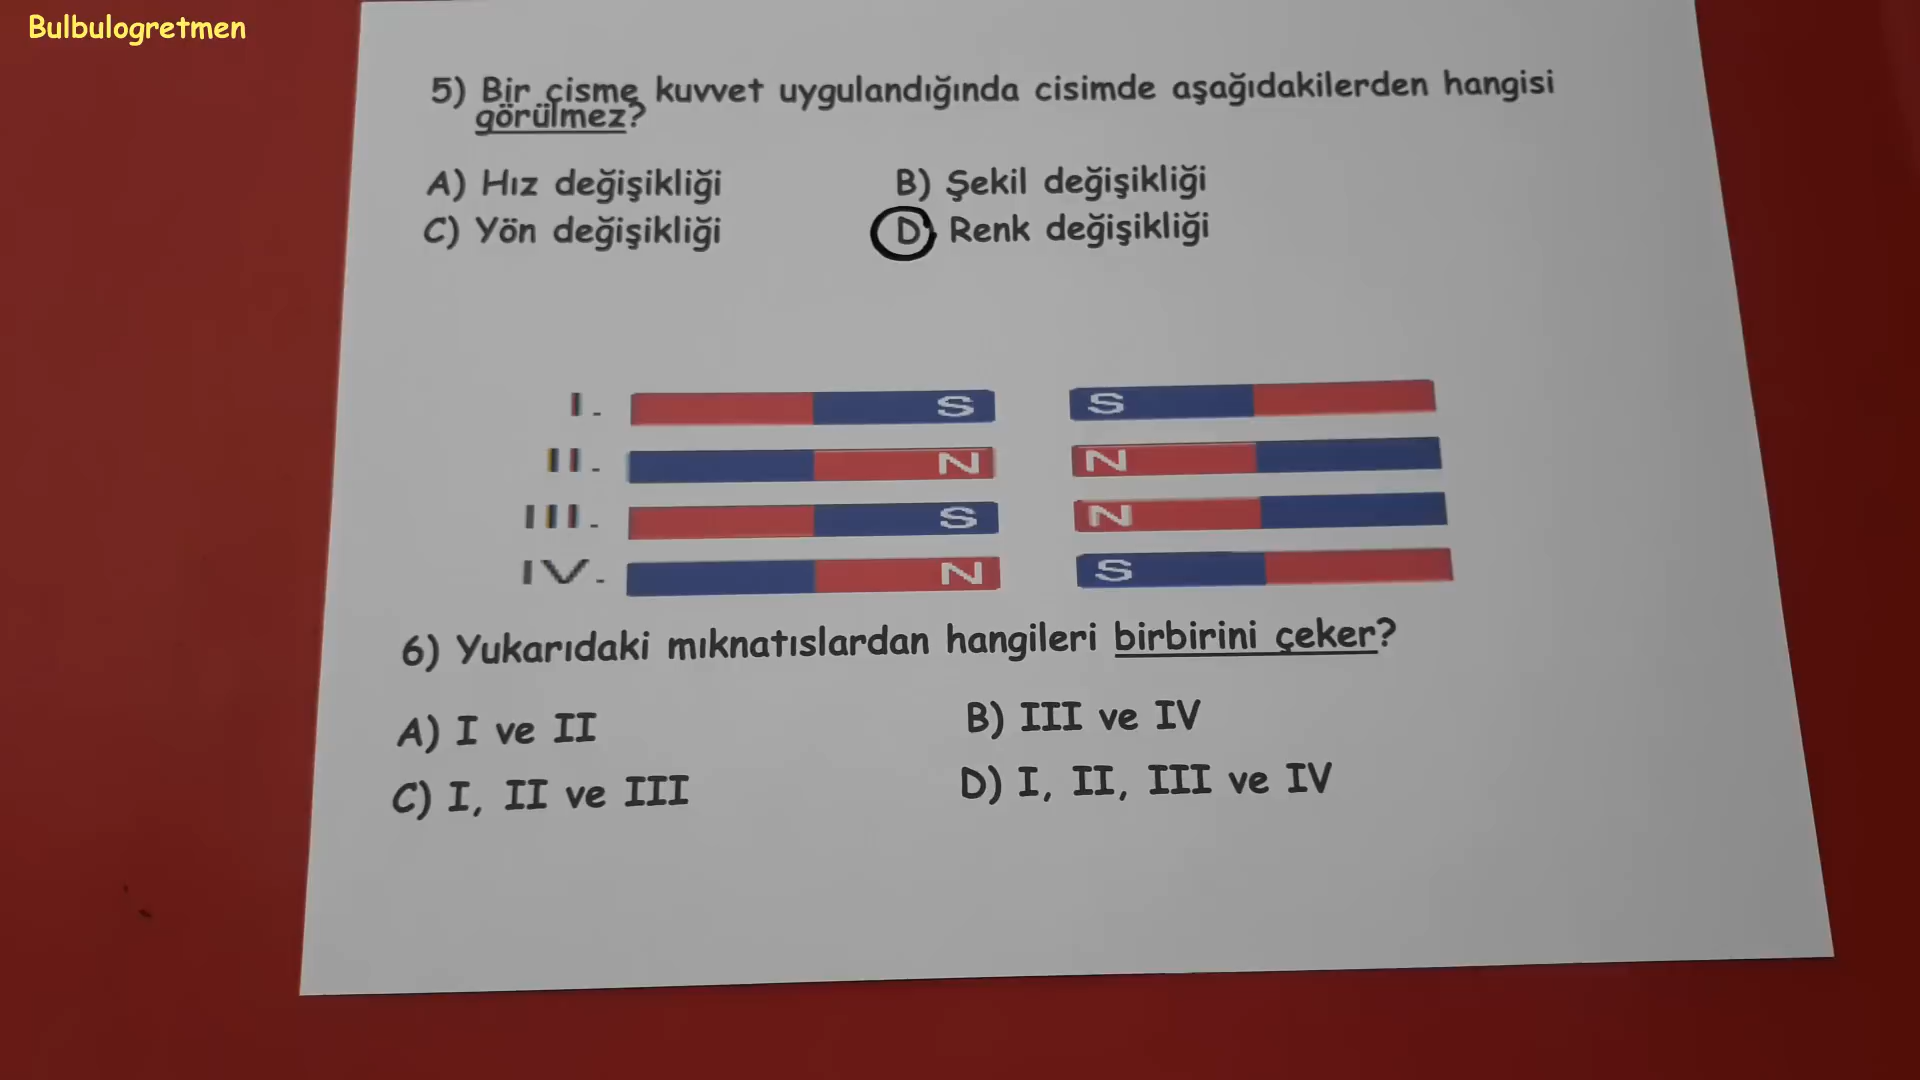 Bulbulogretmen
5) Bir cisme kuvvet uygulandığında cisimde aşağıdakilerden hangisi
görülmez?
A) Hız değişikliği B) Şekil değişikliği
C) Yön değişikliği D) Renk değişikliği
I. S S
II. N N
III. S N
IV. N S
6) Yukarıdaki mıknatıslardan hangileri birbirini çeker?
A) I ve II B) III ve IV
C) I, II ve III D) I, II, III ve IV